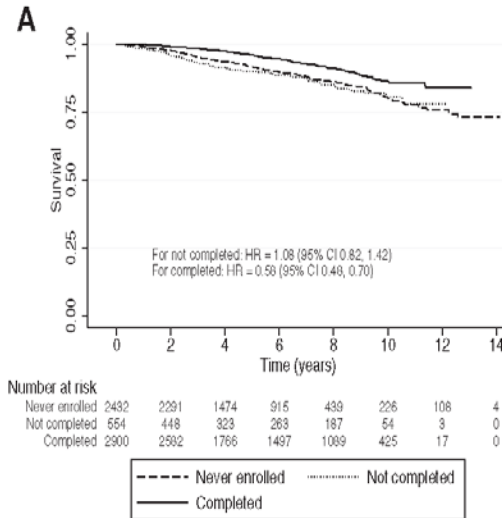 A
1.00
0.75
Survival
0.50
0.25
0.00
For not completed: HR = 1.08 (95% CI 0.82, 1.42)
For completed: HR = 0.58 (95% CI 0.48, 0.70)
0 2 4 6 8 10 12 14
Time (years)
Number at risk
Never enrolled 2432 2291 1474 915 439 226 108 4
Not completed 554 448 323 263 187 54 3 0
Completed 2900 2582 1766 1497 1089 425 17 0
Never enrolled Not completed
Completed